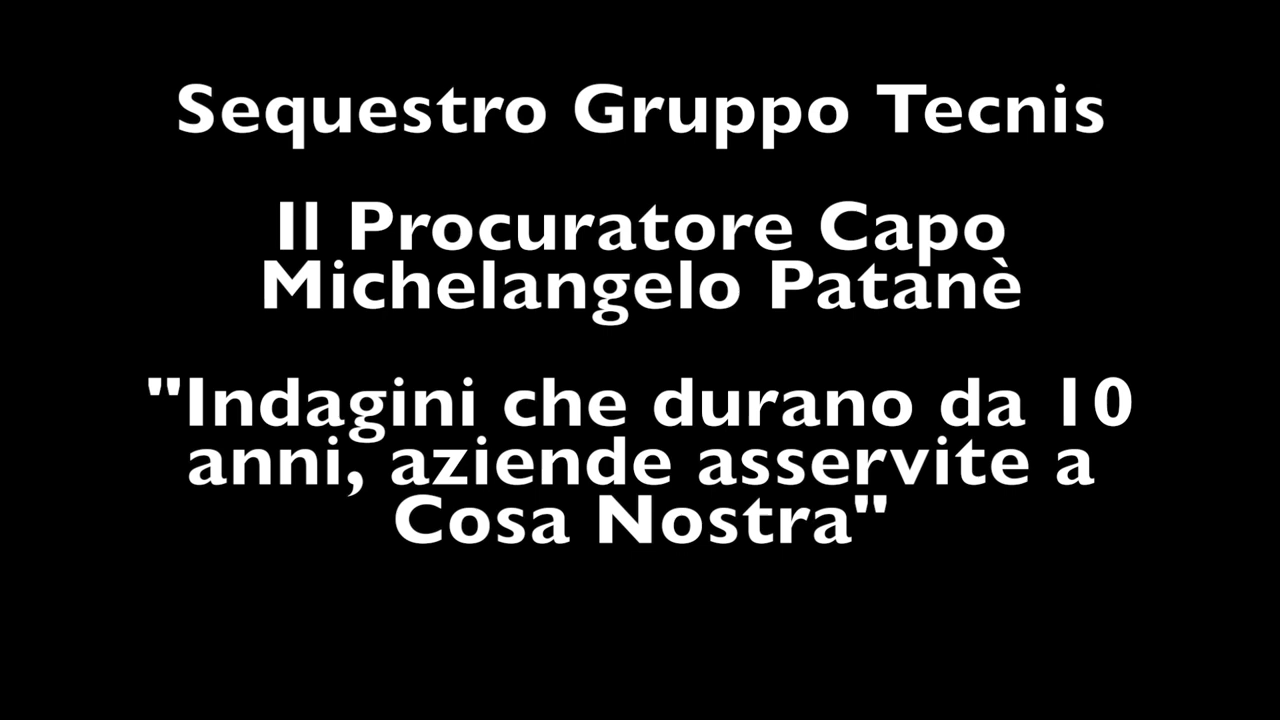 Sequestro Gruppo Tecnis
Il Procuratore Capo
Michelangelo Patanè
"Indagini che durano da 10
anni, aziende asservite a
Cosa Nostra"